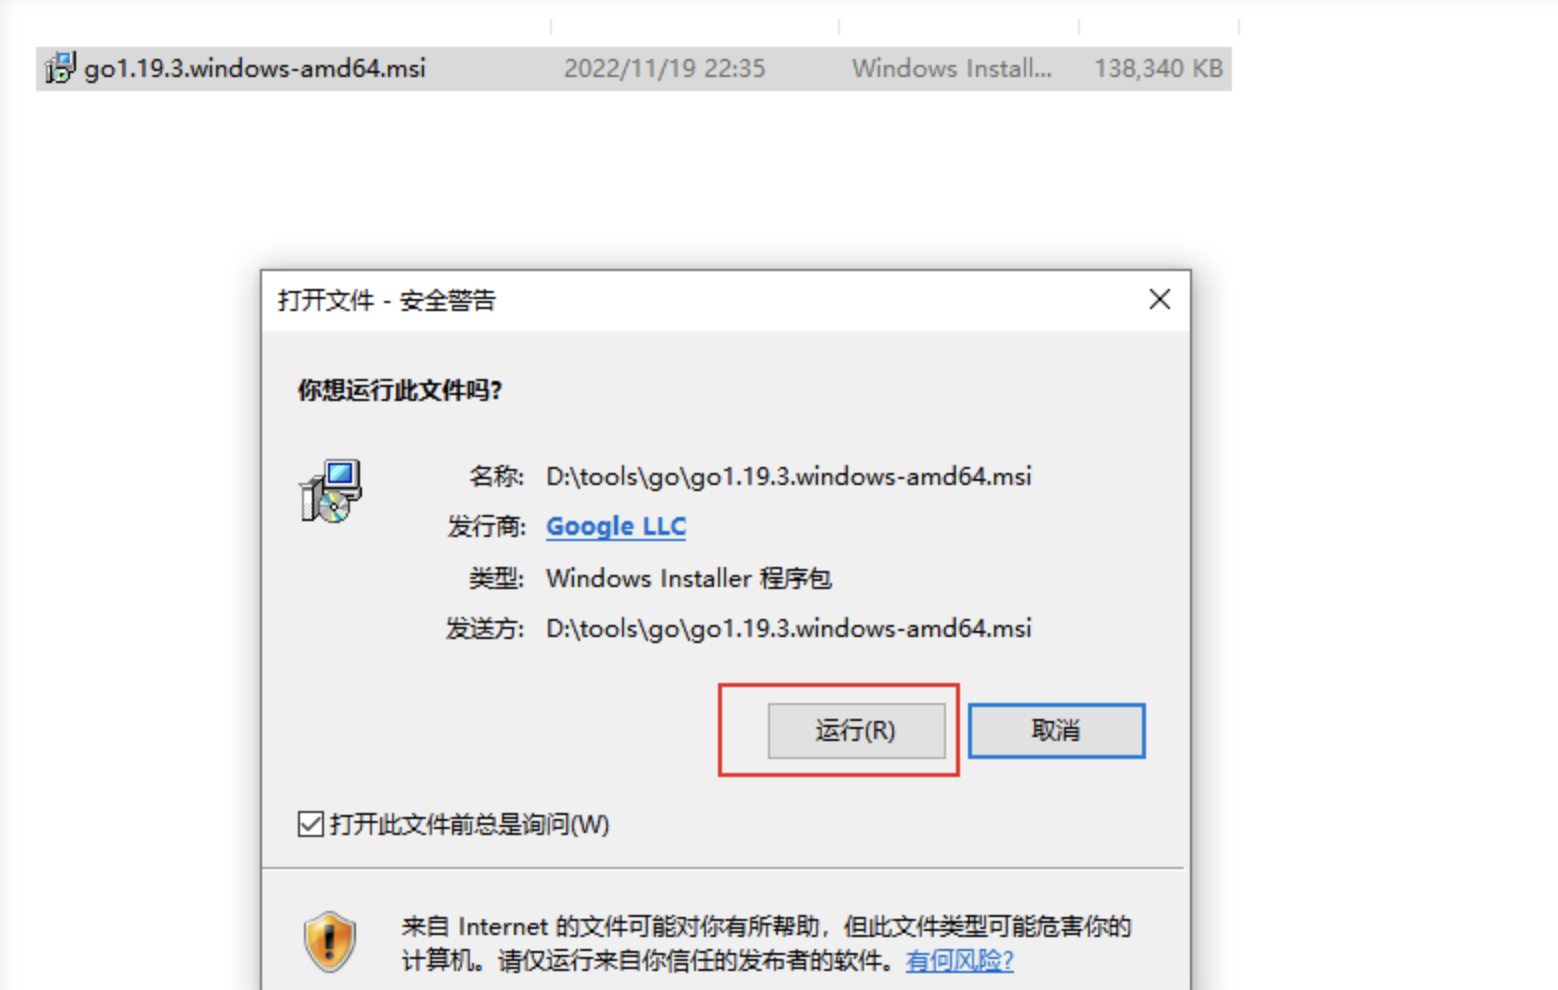 go1.19.3.windows-amd64.msi 2022/11/19 22:35 Windows Install... 138,340 KB
打开文件 - 安全警告
你想运行此文件吗?
名称: D:\tools\go\go1.19.3.windows-amd64.msi
发行商: Google LLC
类型: Windows Installer 程序包
发送方: D:\tools\go\go1.19.3.windows-amd64.msi
运行(R) 取消
打开此文件前总是询问(W)
来自 Internet 的文件可能对你有所帮助，但此文件类型可能危害你的
计算机。请仅运行来自你信任的发布者的软件。有何风险?